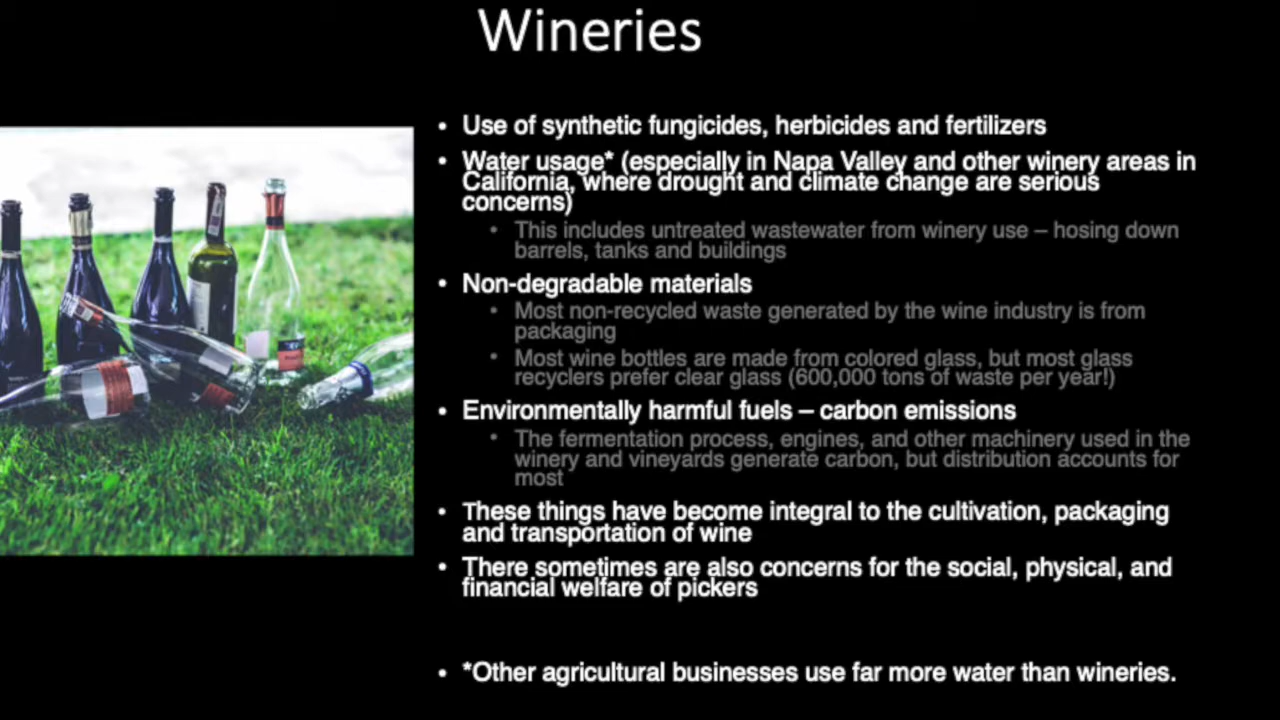 Wineries
• Use of synthetic fungicides, herbicides and fertilizers
• Water usage* (especially in Napa Valley and other winery areas in
California, where drought and climate change are serious
concerns)
• This includes untreated wastewater from winery use – hosing down
barrels, tanks and buildings
• Non-degradable materials
• Most non-recycled waste generated by the wine industry is from
packaging
• Most wine bottles are made from colored glass, but most glass
recyclers prefer clear glass (600,000 tons of waste per year!)
• Environmentally harmful fuels – carbon emissions
• The fermentation process, engines, and other machinery used in the
winery and vineyards generate carbon, but distribution accounts for
most
• These things have become integral to the cultivation, packaging
and transportation of wine
• There sometimes are also concerns for the social, physical, and
financial welfare of pickers
• *Other agricultural businesses use far more water than wineries.